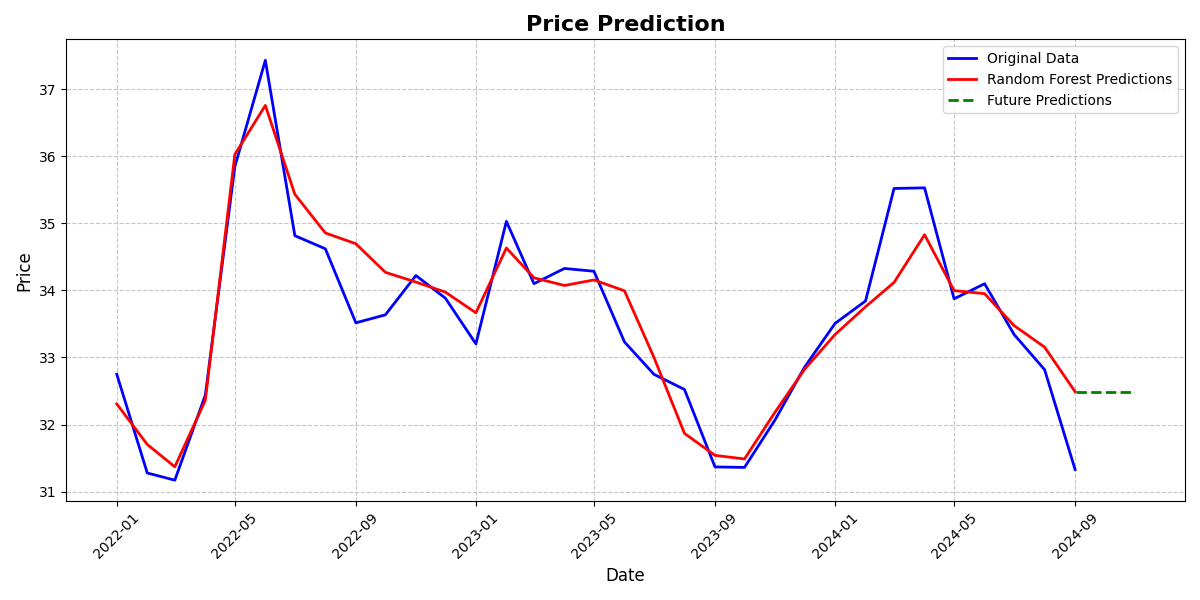 Price Prediction
Original Data
Random Forest Predictions
Future Predictions
Price
37
36
35
34
33
32
31
2022-01
2022-05
2022-09
2023-01
2023-05
2023-09
2024-01
2024-05
2024-09
Date